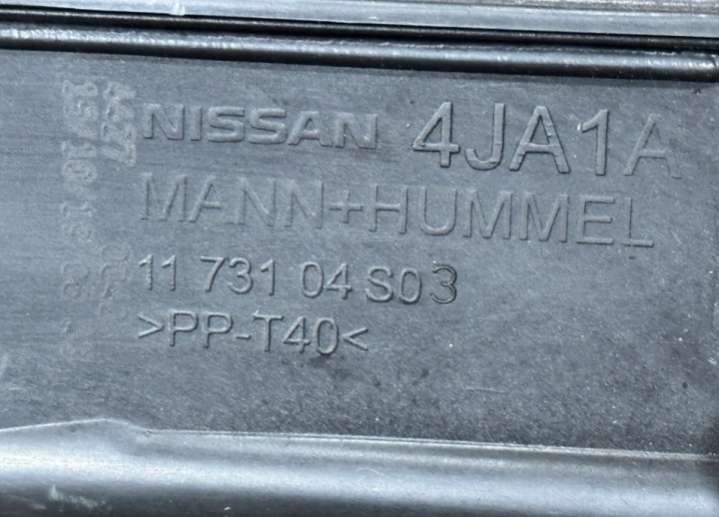 NISSAN 4JA1A
MANN+HUMMEL
11 731 04 S03
>PP-T40<